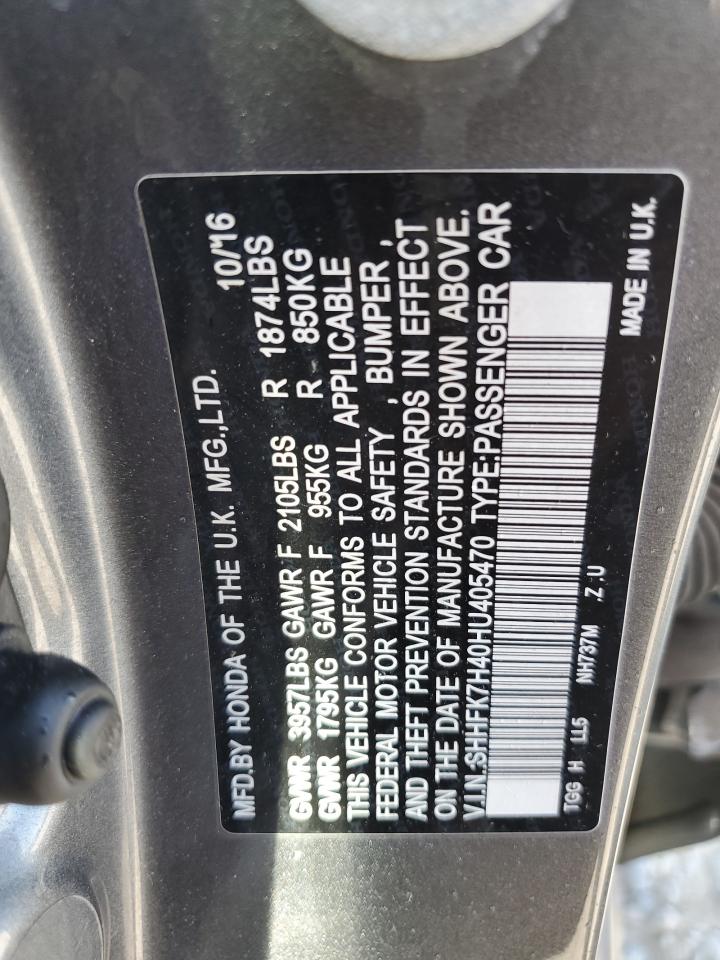 MFD.BY HONDA OF THE U.K. MFG.,LTD. 10/16
GVWR 3957LBS GAWR F 2105LBS R 1874LBS
GVWR 1795KG GAWR F 955KG R 850KG
THIS VEHICLE CONFORMS TO ALL APPLICABLE
FEDERAL MOTOR VEHICLE SAFETY , BUMPER ,
AND THEFT PREVENTION STANDARDS IN EFFECT
ON THE DATE OF MANUFACTURE SHOWN ABOVE.
V.I.N.:SHHFK7H40HU405470 TYPE:PASSENGER CAR
TGG H LL5 NH737M Z :U MADE IN U.K.